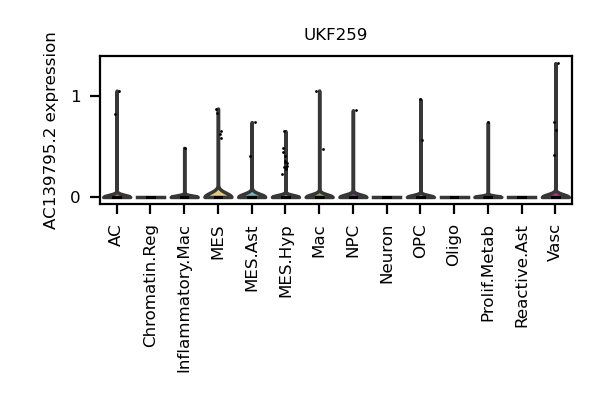 UKF259
AC139795.2 expression
1
0
AC
Chromatin.Reg
Inflammatory.Mac
MES
MES.Ast
MES.Hyp
Mac
NPC
Neuron
OPC
Oligo
Prolif.Metab
Reactive.Ast
Vasc